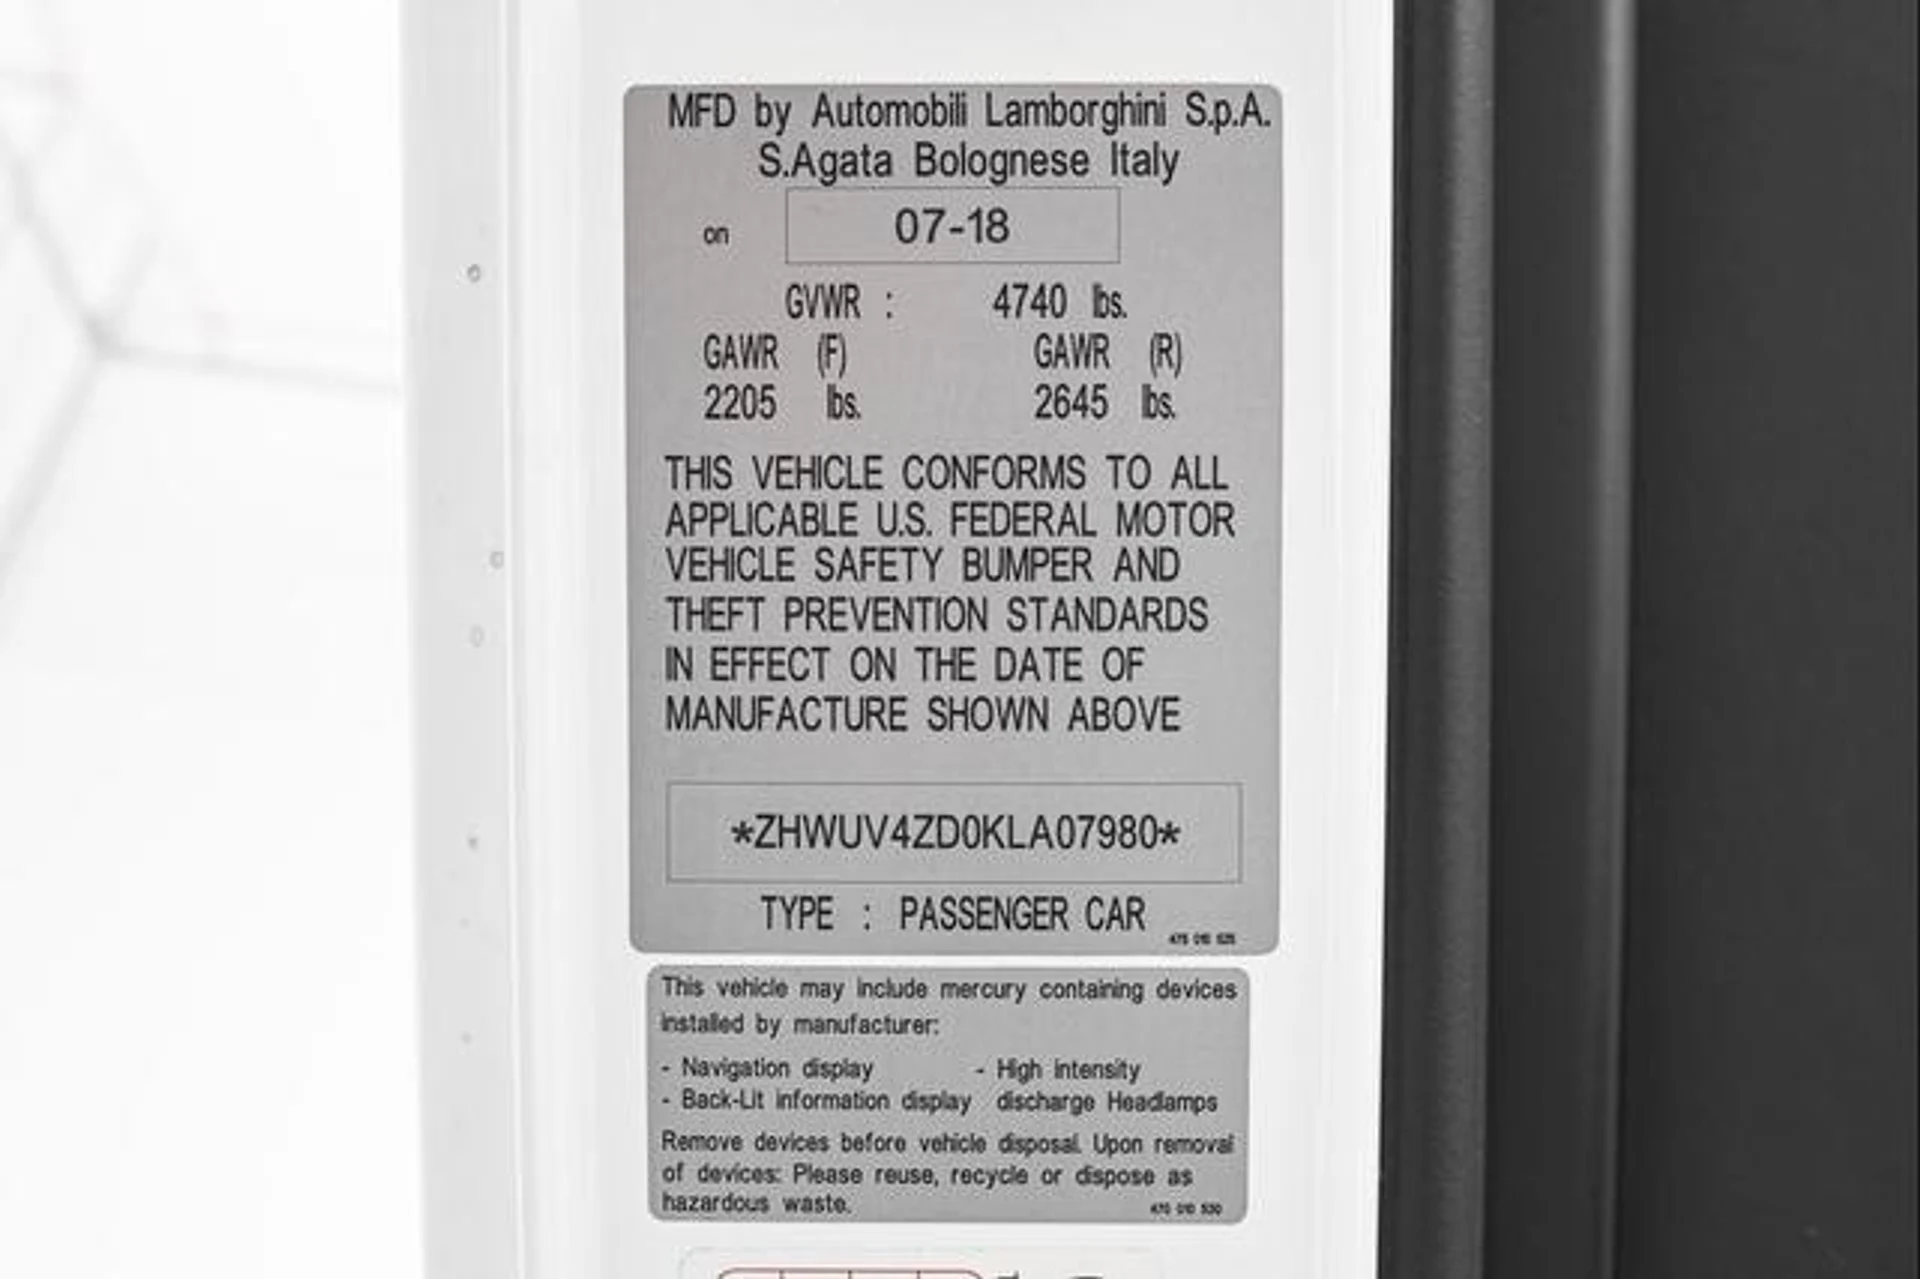 MFD by Automobili Lamborghini S.p.A.
S.Agata Bolognese Italy
on 07-18
GVWR : 4740 lbs.
GAWR (F) GAWR (R)
2205 lbs. 2645 lbs.
THIS VEHICLE CONFORMS TO ALL
APPLICABLE U.S. FEDERAL MOTOR
VEHICLE SAFETY BUMPER AND
THEFT PREVENTION STANDARDS
IN EFFECT ON THE DATE OF
MANUFACTURE SHOWN ABOVE
*ZHWUV4ZD0KLA07980*
TYPE : PASSENGER CAR
This vehicle may include mercury containing devices
installed by manufacturer:
- Navigation display - High intensity
- Back-Lit information display discharge Headlamps
Remove devices before vehicle disposal. Upon removal
of devices: Please reuse, recycle or dispose as
hazardous waste.
470 010 530